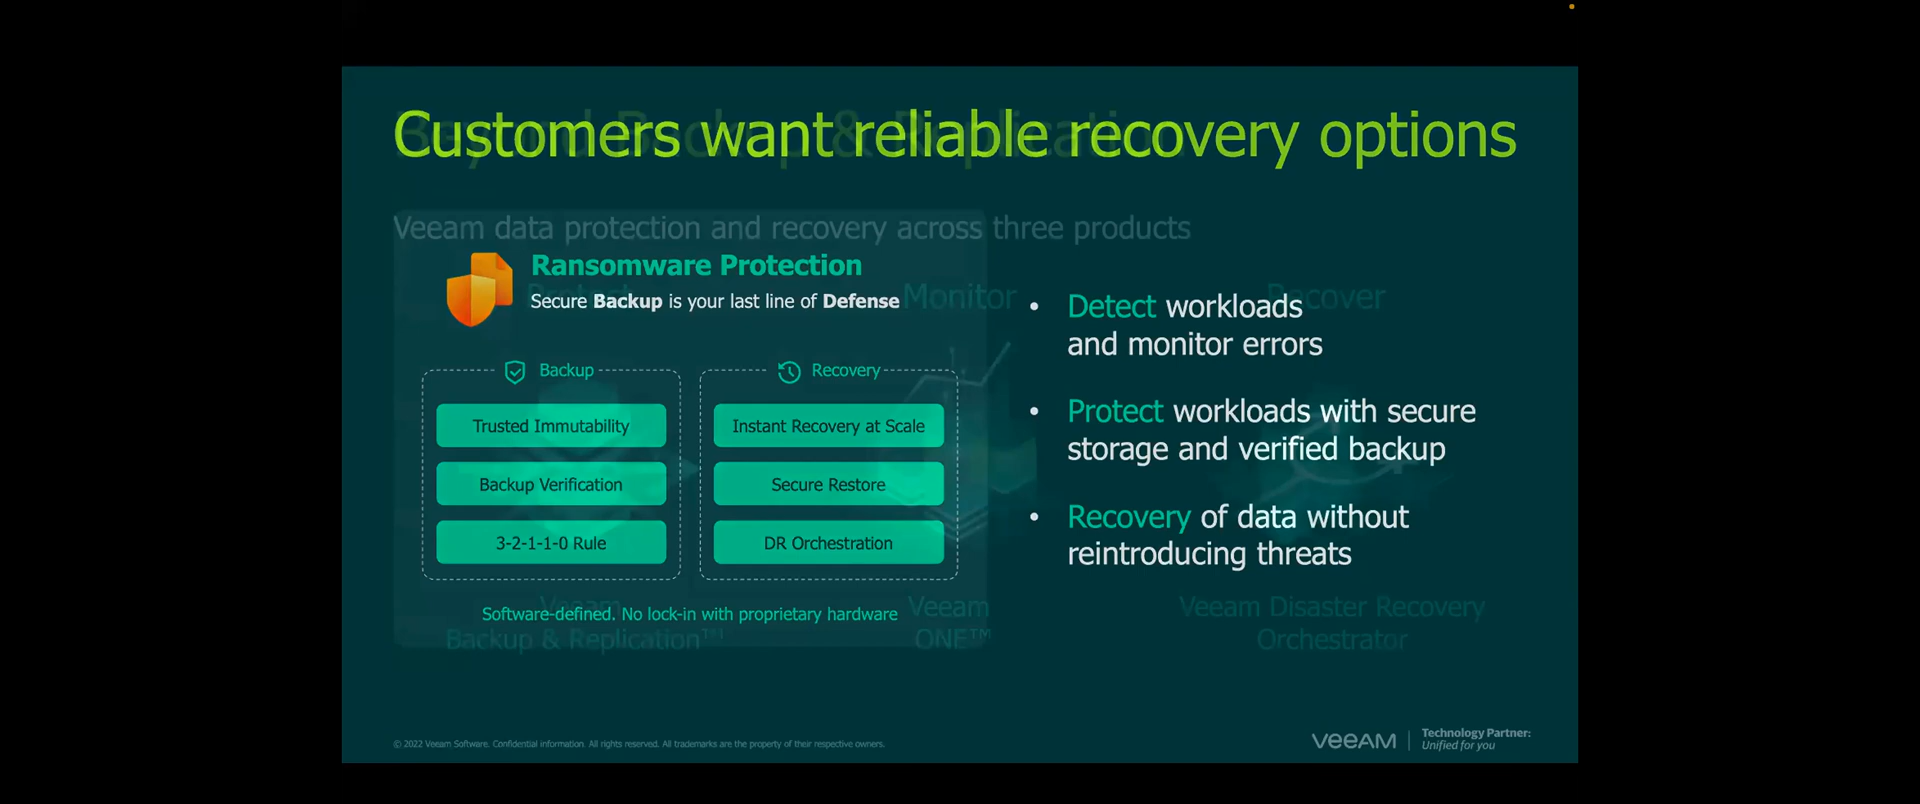 Customers want reliable recovery options
Beyond Backup & Replication
Veeam data protection and recovery across three products
Ransomware Protection
Secure Backup is your last line of Defense
Protect
Monitor
Recover
Backup
Trusted Immutability
Backup Verification
3-2-1-1-0 Rule
Recovery
Instant Recovery at Scale
Secure Restore
DR Orchestration
Software-defined. No lock-in with proprietary hardware
• Detect workloads
and monitor errors
• Protect workloads with secure
storage and verified backup
• Recovery of data without
reintroducing threats
Veeam
Backup & Replication™
Veeam
ONE™
Veeam Disaster Recovery
Orchestrator
© 2022 Veeam Software. Confidential information. All rights reserved. All trademarks are the property of their respective owners.
veeam
Technology Partner:
Unified for you